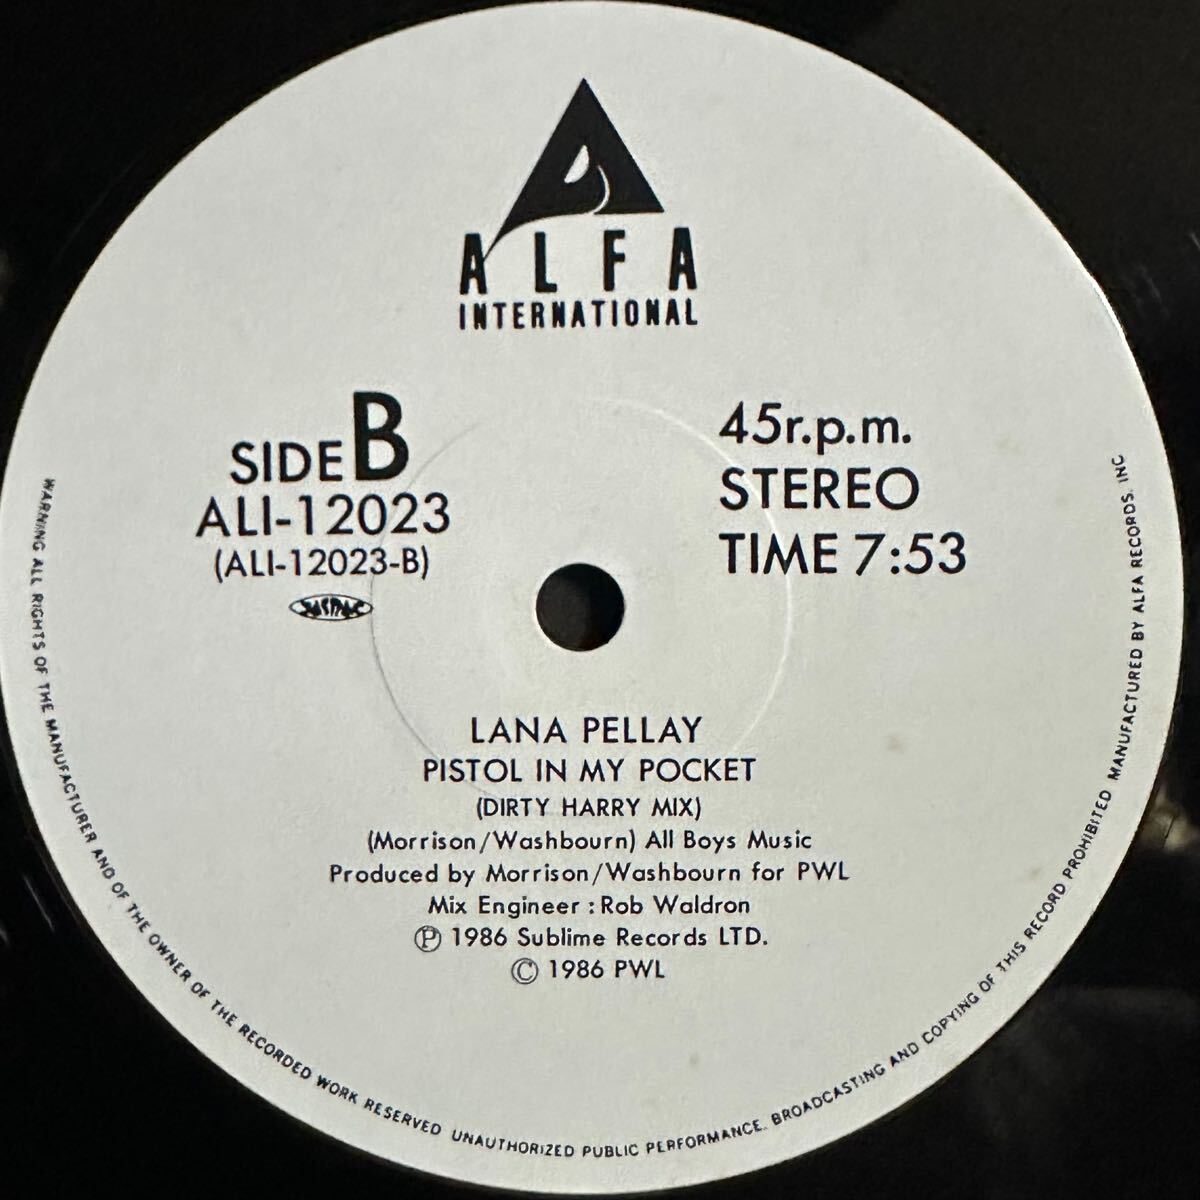 ALFA
INTERNATIONAL
SIDE B
ALI-12023
(ALI-12023-B)
JASRAC
45r.p.m.
STEREO
TIME 7:53
LANA PELLAY
PISTOL IN MY POCKET
(DIRTY HARRY MIX)
(Morrison/Washbourn) All Boys Music
Produced by Morrison/Washbourn for PWL
Mix Engineer : Rob Waldron
Ⓟ 1986 Sublime Records LTD.
© 1986 PWL
WARNING ALL RIGHTS OF THE MANUFACTURER AND OF THE OWNER OF THE RECORDED WORK RESERVED UNAUTHORIZED PUBLIC PERFORMANCE. BROADCASTING AND COPYING OF THIS RECORD PROHIBITED MANUFACTURED BY ALFA RECORDS. INC